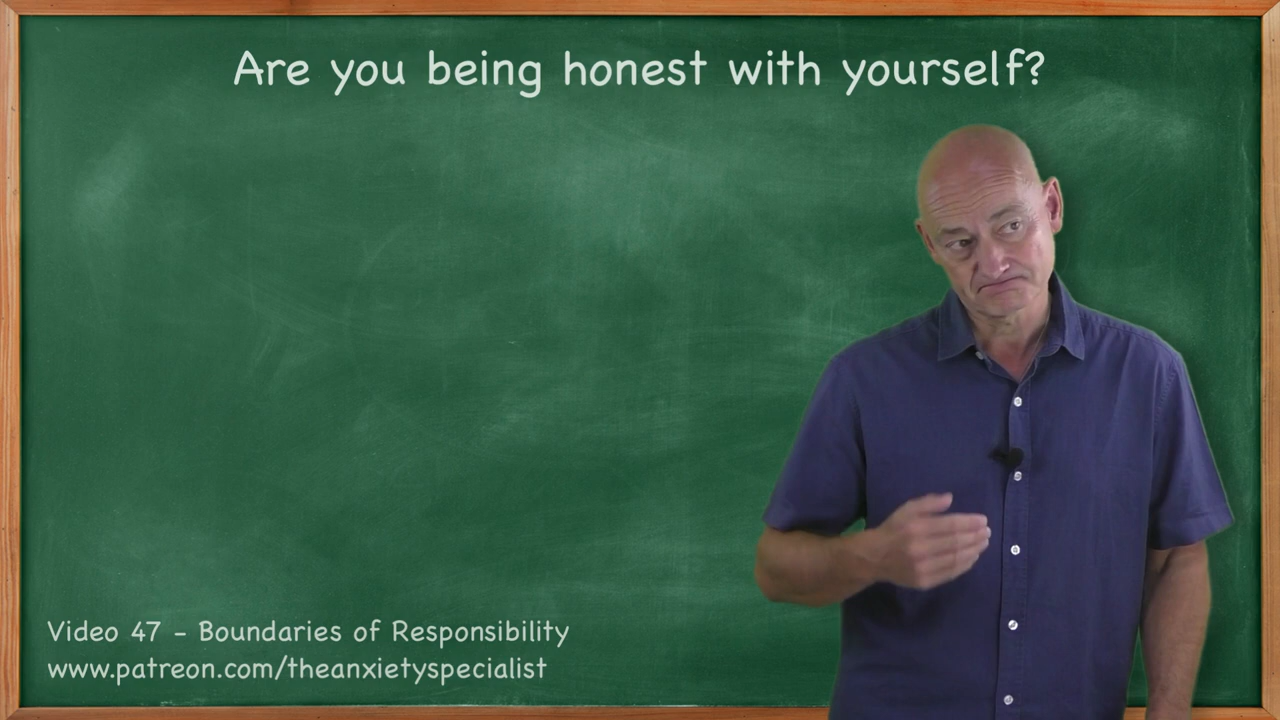 Are you being honest with yourself?
Video 47 - Boundaries of Responsibility
www.patreon.com/theanxietyspecialist